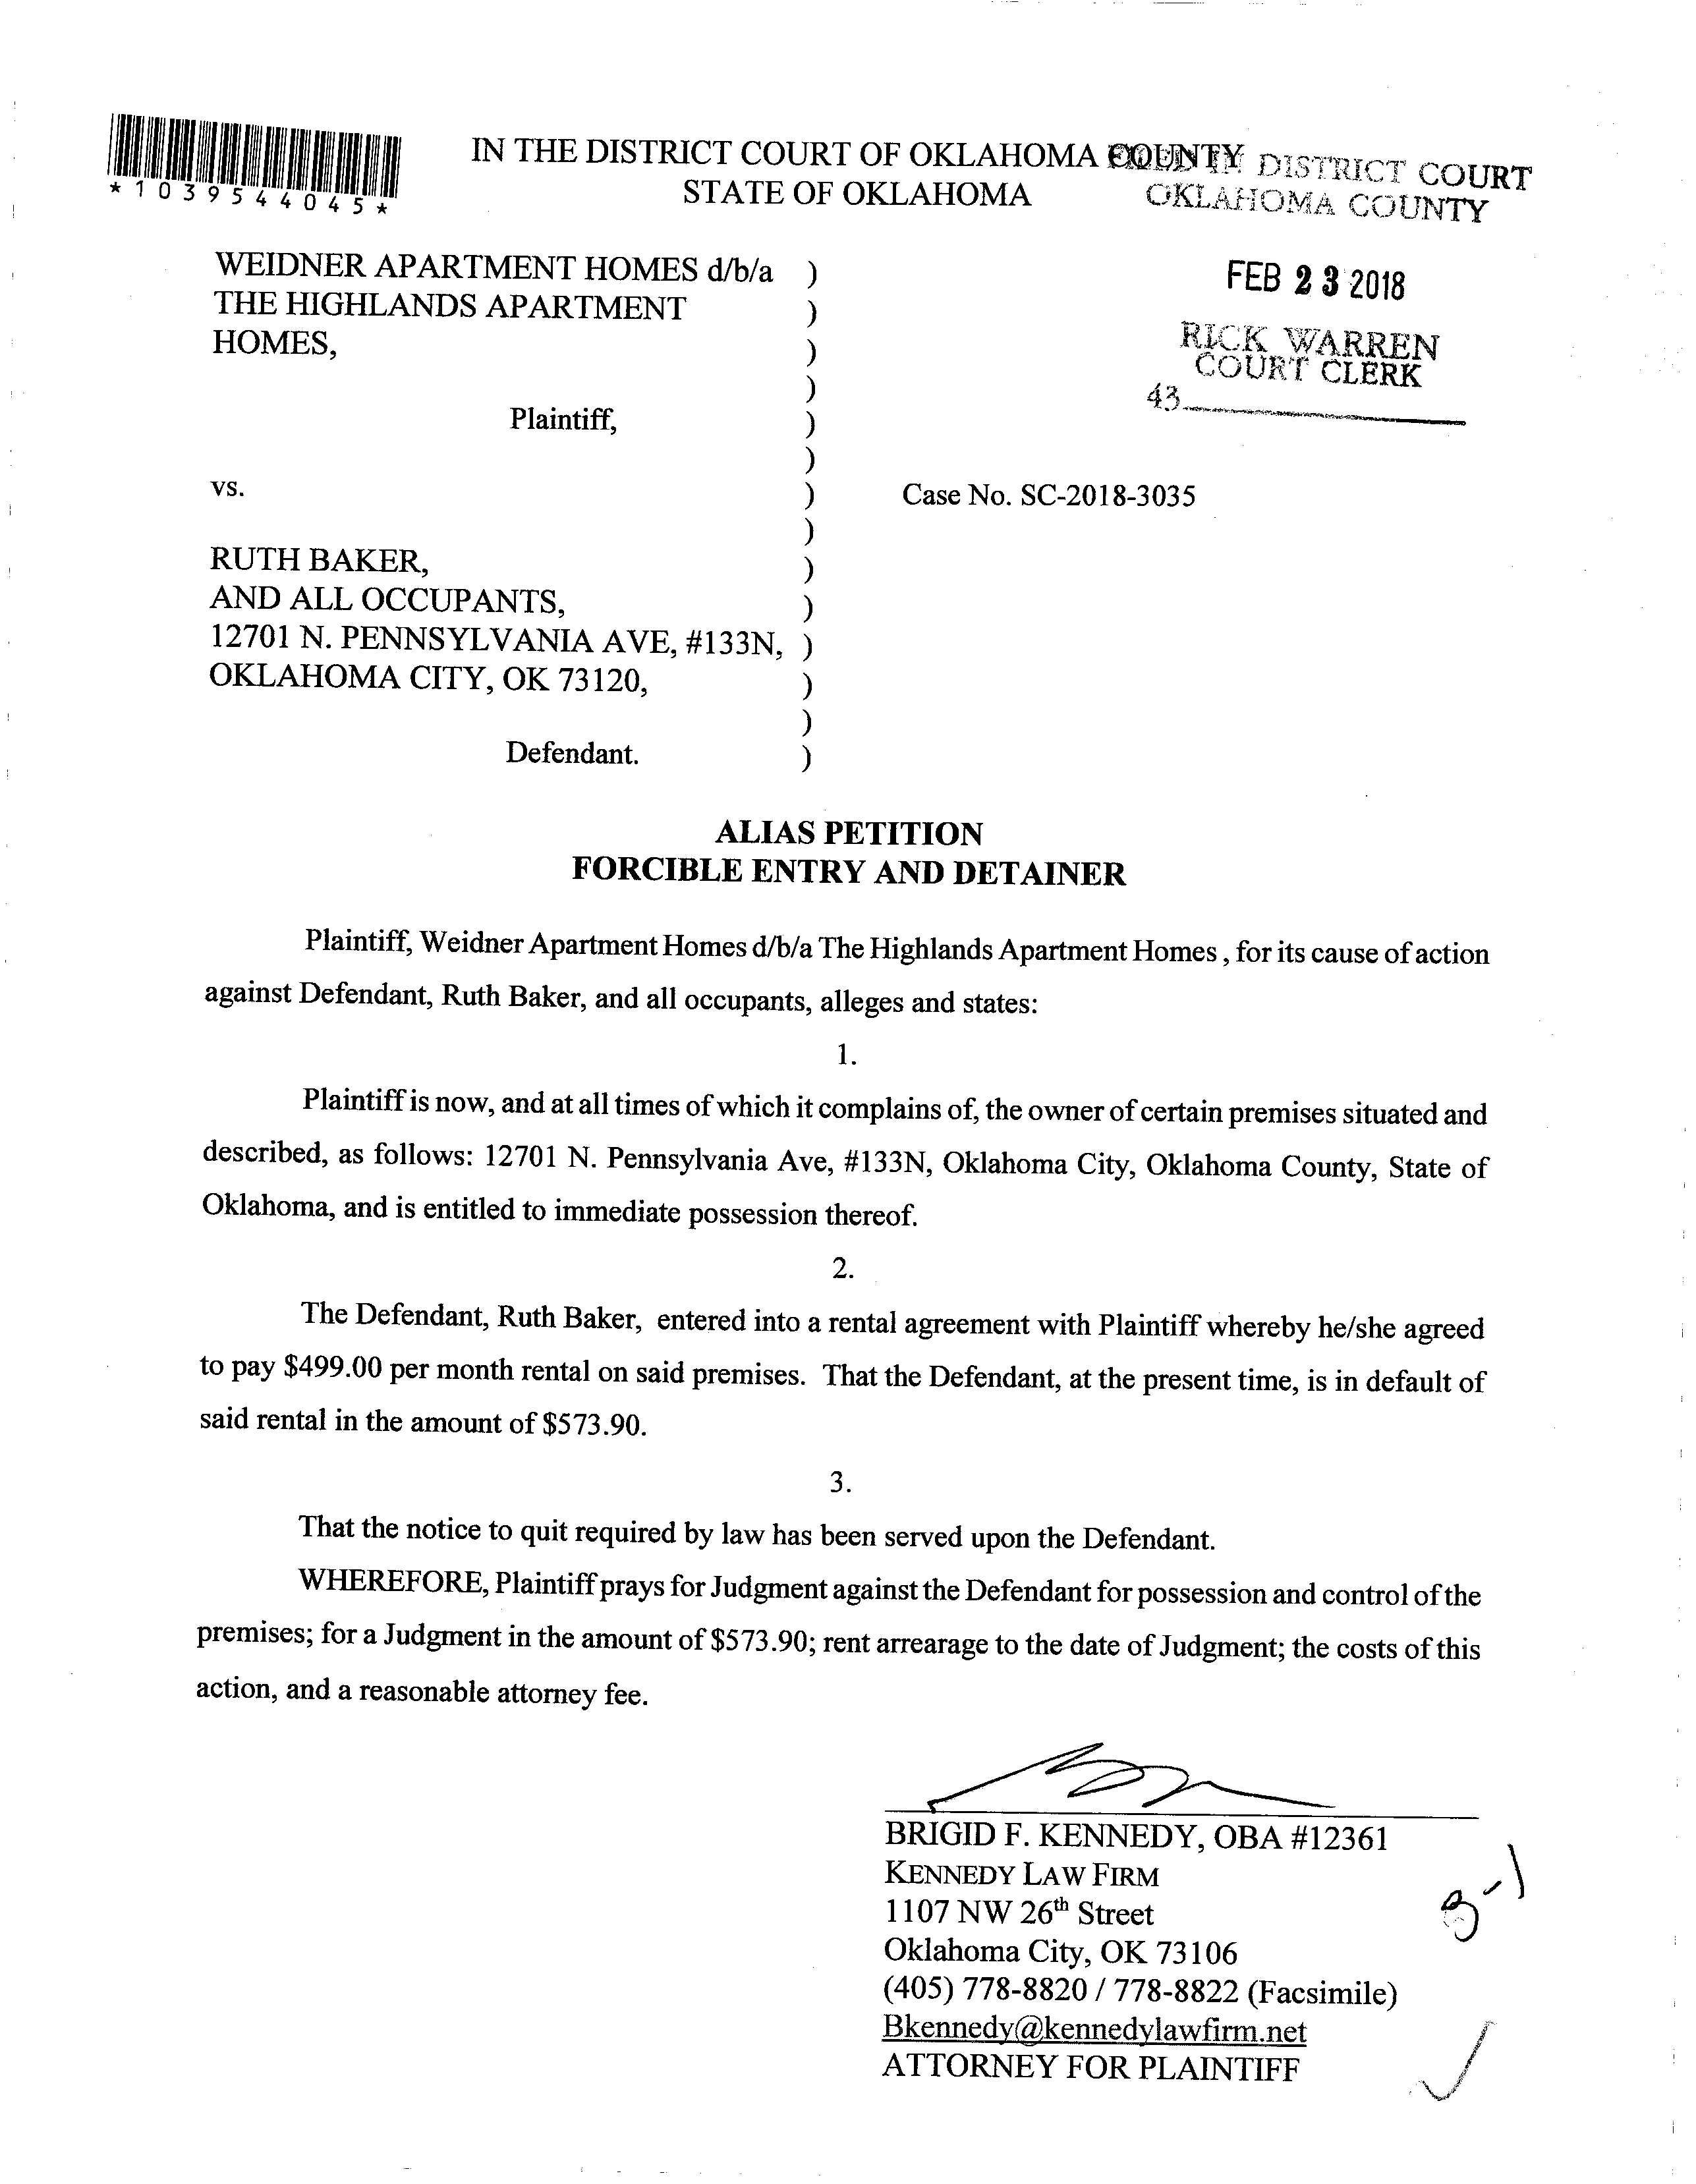 IN THE DISTRICT COURT OF OKLAHOMA COUNTY
STATE OF OKLAHOMA
DISTRICT COURT
OKLAHOMA COUNTY
*1039544045*
FEB 23 2018
RICK WARREN
COURT CLERK
43
WEIDNER APARTMENT HOMES d/b/a )
THE HIGHLANDS APARTMENT )
HOMES, )
)
Plaintiff, )
)
vs. ) Case No. SC-2018-3035
)
RUTH BAKER, )
AND ALL OCCUPANTS, )
12701 N. PENNSYLVANIA AVE, #133N, )
OKLAHOMA CITY, OK 73120, )
)
Defendant. )
ALIAS PETITION
FORCIBLE ENTRY AND DETAINER
Plaintiff, Weidner Apartment Homes d/b/a The Highlands Apartment Homes , for its cause of action
against Defendant, Ruth Baker, and all occupants, alleges and states:
1.
Plaintiff is now, and at all times of which it complains of, the owner of certain premises situated and
described, as follows: 12701 N. Pennsylvania Ave, #133N, Oklahoma City, Oklahoma County, State of
Oklahoma, and is entitled to immediate possession thereof.
2.
The Defendant, Ruth Baker, entered into a rental agreement with Plaintiff whereby he/she agreed
to pay $499.00 per month rental on said premises. That the Defendant, at the present time, is in default of
said rental in the amount of $573.90.
3.
That the notice to quit required by law has been served upon the Defendant.
WHEREFORE, Plaintiff prays for Judgment against the Defendant for possession and control of the
premises; for a Judgment in the amount of $573.90; rent arrearage to the date of Judgment; the costs of this
action, and a reasonable attorney fee.
BRIGID F. KENNEDY, OBA #12361
KENNEDY LAW FIRM
1107 NW 26th Street
Oklahoma City, OK 73106
(405) 778-8820 / 778-8822 (Facsimile)
Bkennedy@kennedylawfirm.net
ATTORNEY FOR PLAINTIFF
3-1